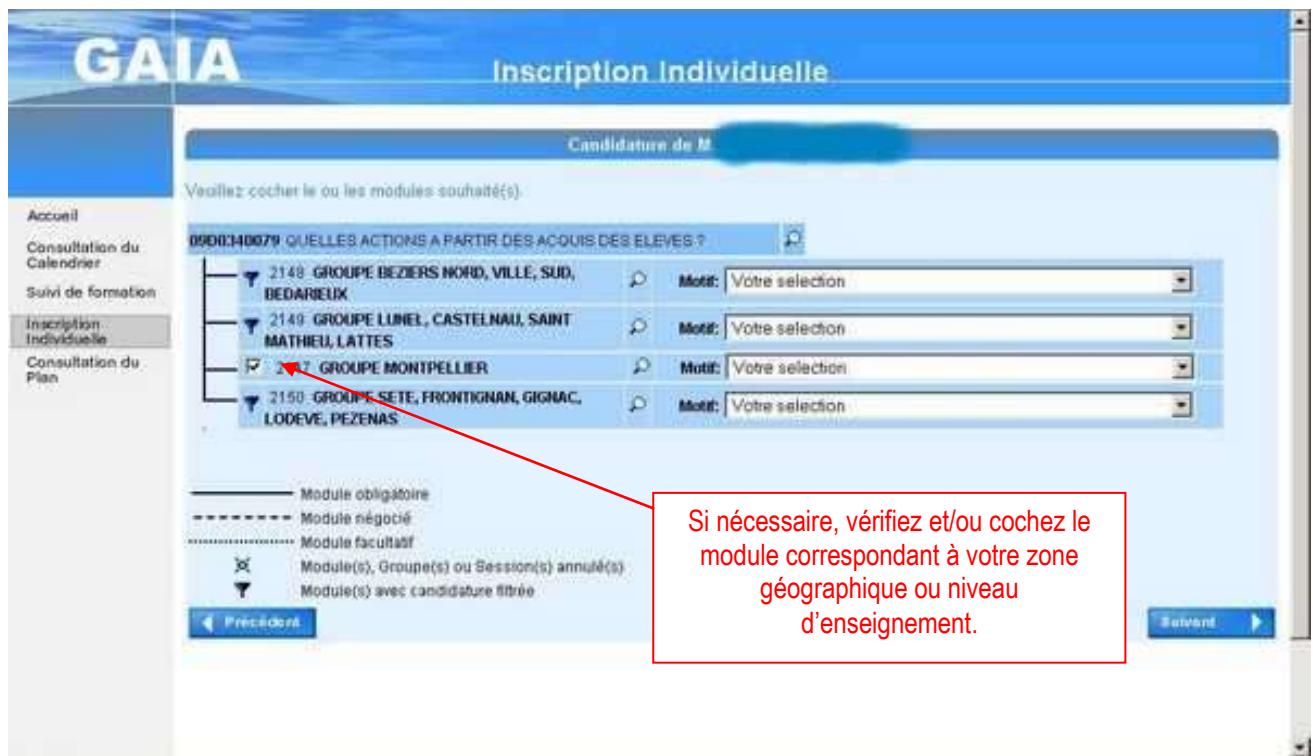 GAIA
Inscription Individuelle
Candidature de M.
Veuillez cocher le ou les modules souhaité(s).
Accueil
Consultation du
Calendrier
Suivi de formation
Inscription
Individuelle
Consultation du
Plan
09D0340079 QUELLES ACTIONS A PARTIR DES ACQUIS DES ELEVES ?
2148 GROUPE BEZIERS NORD, VILLE, SUD,
BEDARIEUX
Motif: Votre selection
2149 GROUPE LUNEL, CASTELNAU, SAINT
MATHIEU, LATTES
Motif: Votre selection
GROUPE MONTPELLIER
Motif: Votre selection
2150 GROUPE SETE, FRONTIGNAN, GIGNAC,
LODEVE, PEZENAS
Motif: Votre selection
Module obligatoire
Module négocié
Module facultatif
Module(s), Groupe(s) ou Session(s) annulé(s)
Module(s) avec candidature filtrée
Si nécessaire, vérifiez et/ou cochez le
module correspondant à votre zone
géographique ou niveau
d'enseignement.
Précédent
Suivant